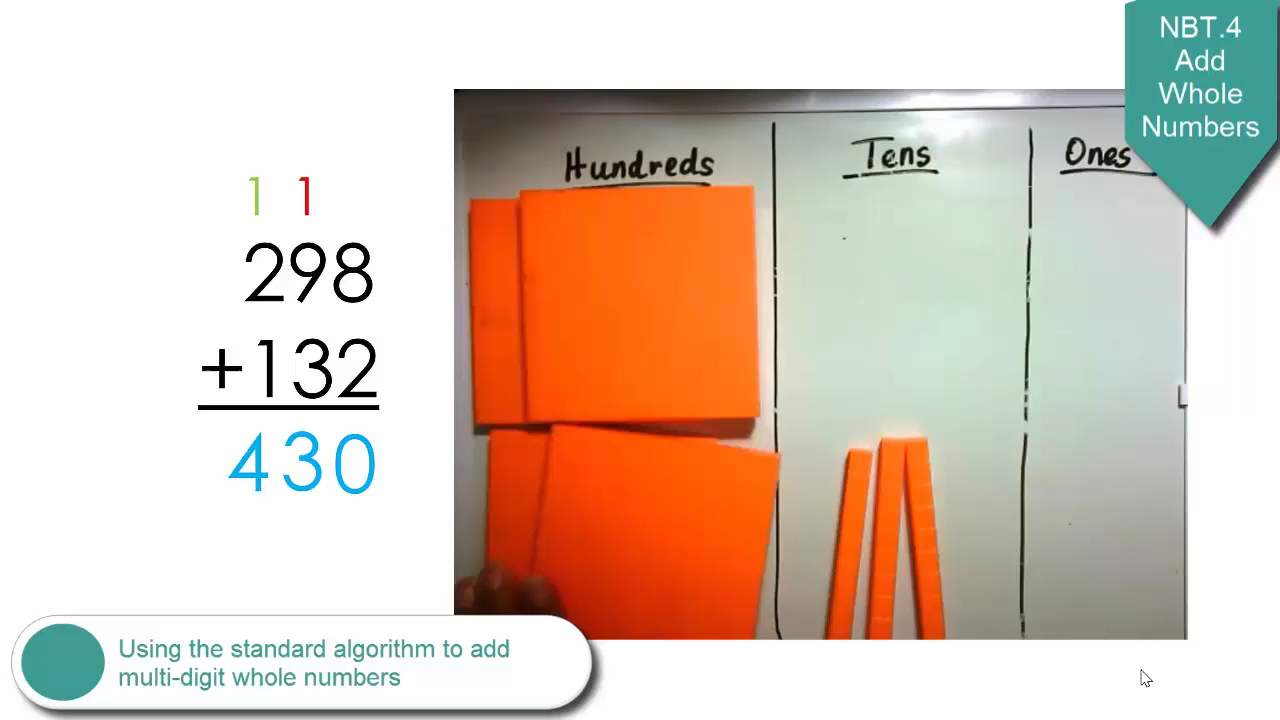 NBT.4
Add
Whole
Numbers
Hundreds
Tens
Ones
1 1
298
+132
430
Using the standard algorithm to add
multi-digit whole numbers